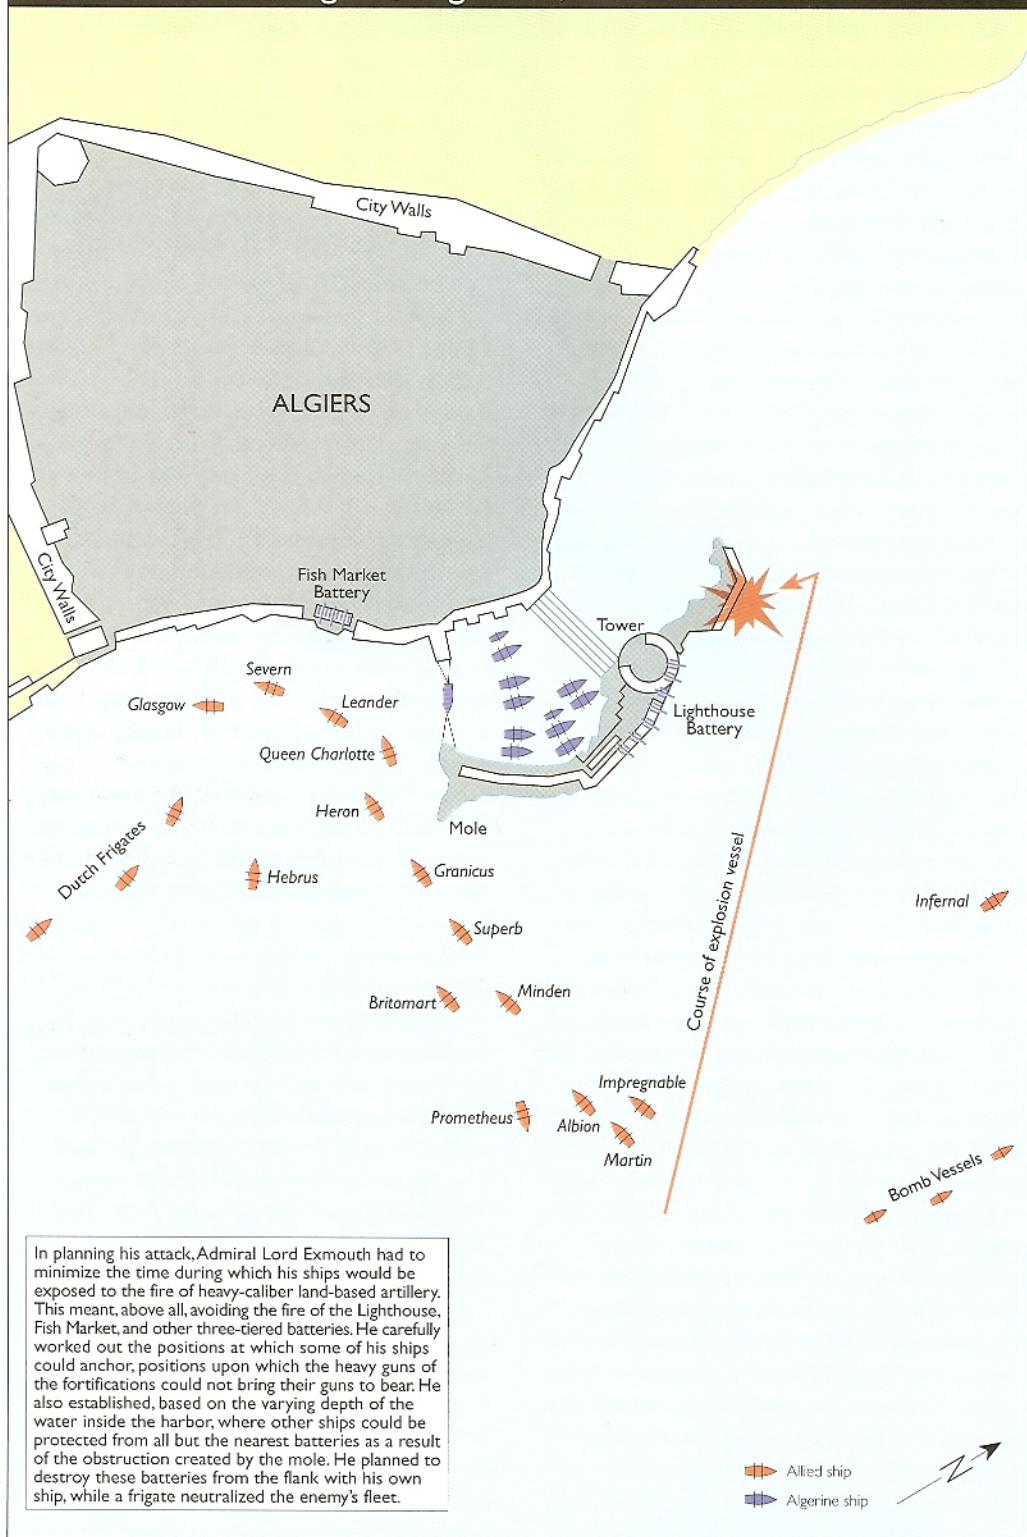 City Walls
ALGIERS
City Walls
Fish Market
Battery
Tower
Severn
Glasgow
Leander
Lighthouse
Battery
Queen Charlotte
Heron
Mole
Dutch Frigates
Hebrus
Granicus
Infernal
Superb
Course of explosion vessel
Britomart
Minden
Impregnable
Prometheus
Albion
Martin
Bomb Vessels
In planning his attack, Admiral Lord Exmouth had to
minimize the time during which his ships would be
exposed to the fire of heavy-caliber land-based artillery.
This meant, above all, avoiding the fire of the Lighthouse,
Fish Market, and other three-tiered batteries. He carefully
worked out the positions at which some of his ships
could anchor, positions upon which the heavy guns of
the fortifications could not bring their guns to bear. He
also established, based on the varying depth of the
water inside the harbor, where other ships could be
protected from all but the nearest batteries as a result
of the obstruction created by the mole. He planned to
destroy these batteries from the flank with his own
ship, while a frigate neutralized the enemy's fleet.
Allied ship
Algerine ship
N